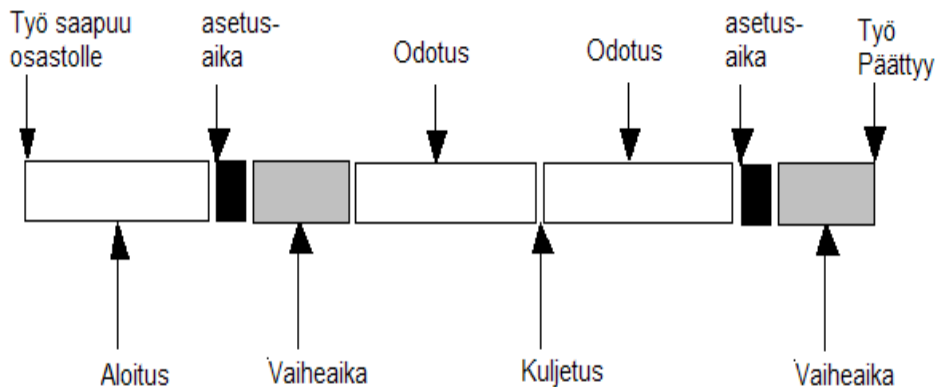 Työ saapuu
osastolle
asetus-
aika
Odotus
Odotus
asetus-
aika
Työ
Päättyy
Aloitus
Vaiheaika
Kuljetus
Vaiheaika